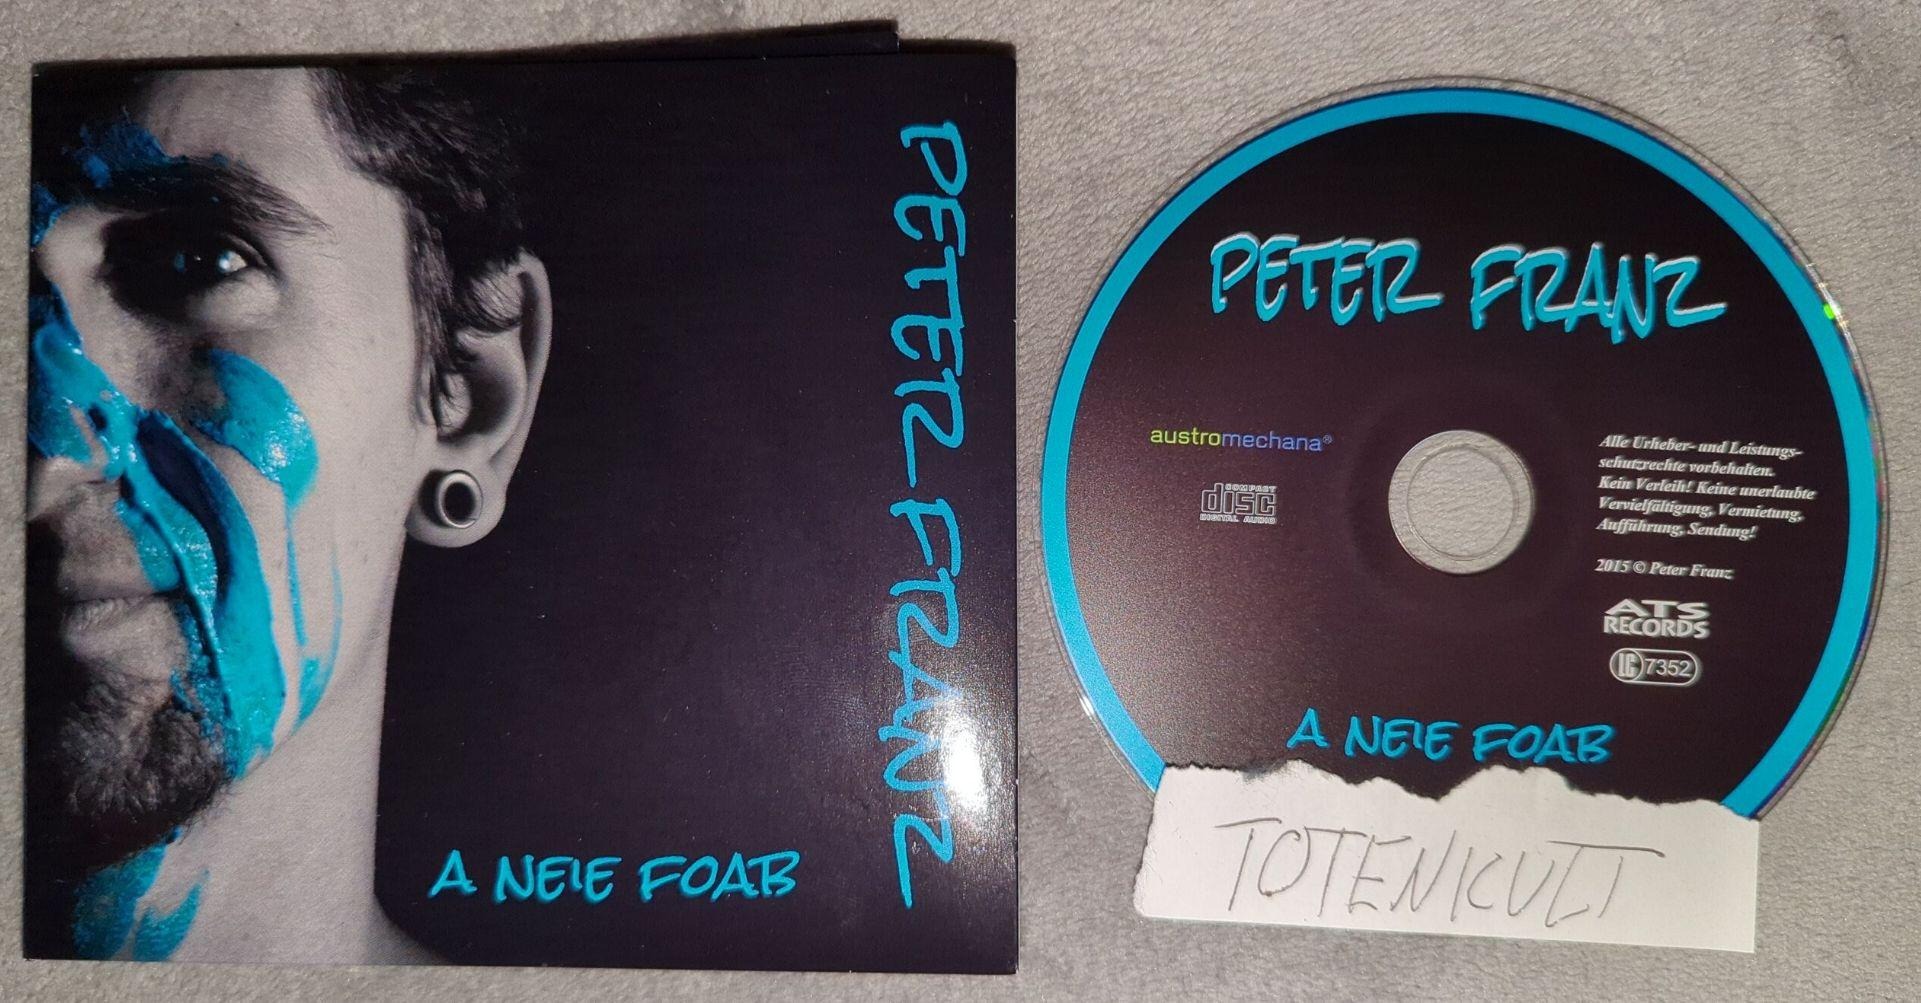 PETER FRANZ
A NEIE FOAB
PETER FRANZ
austromechana®
COMPACT
disc
DIGITAL AUDIO
Alle Urheber- und Leistungs-
schutzrechte vorbehalten.
Kein Verleih! Keine unerlaubte
Vervielfältigung, Vermietung,
Aufführung, Sendung!
2015 © Peter Franz
ATS
RECORDS
LC 7352
A NEIE FOAB
TOTENKULT